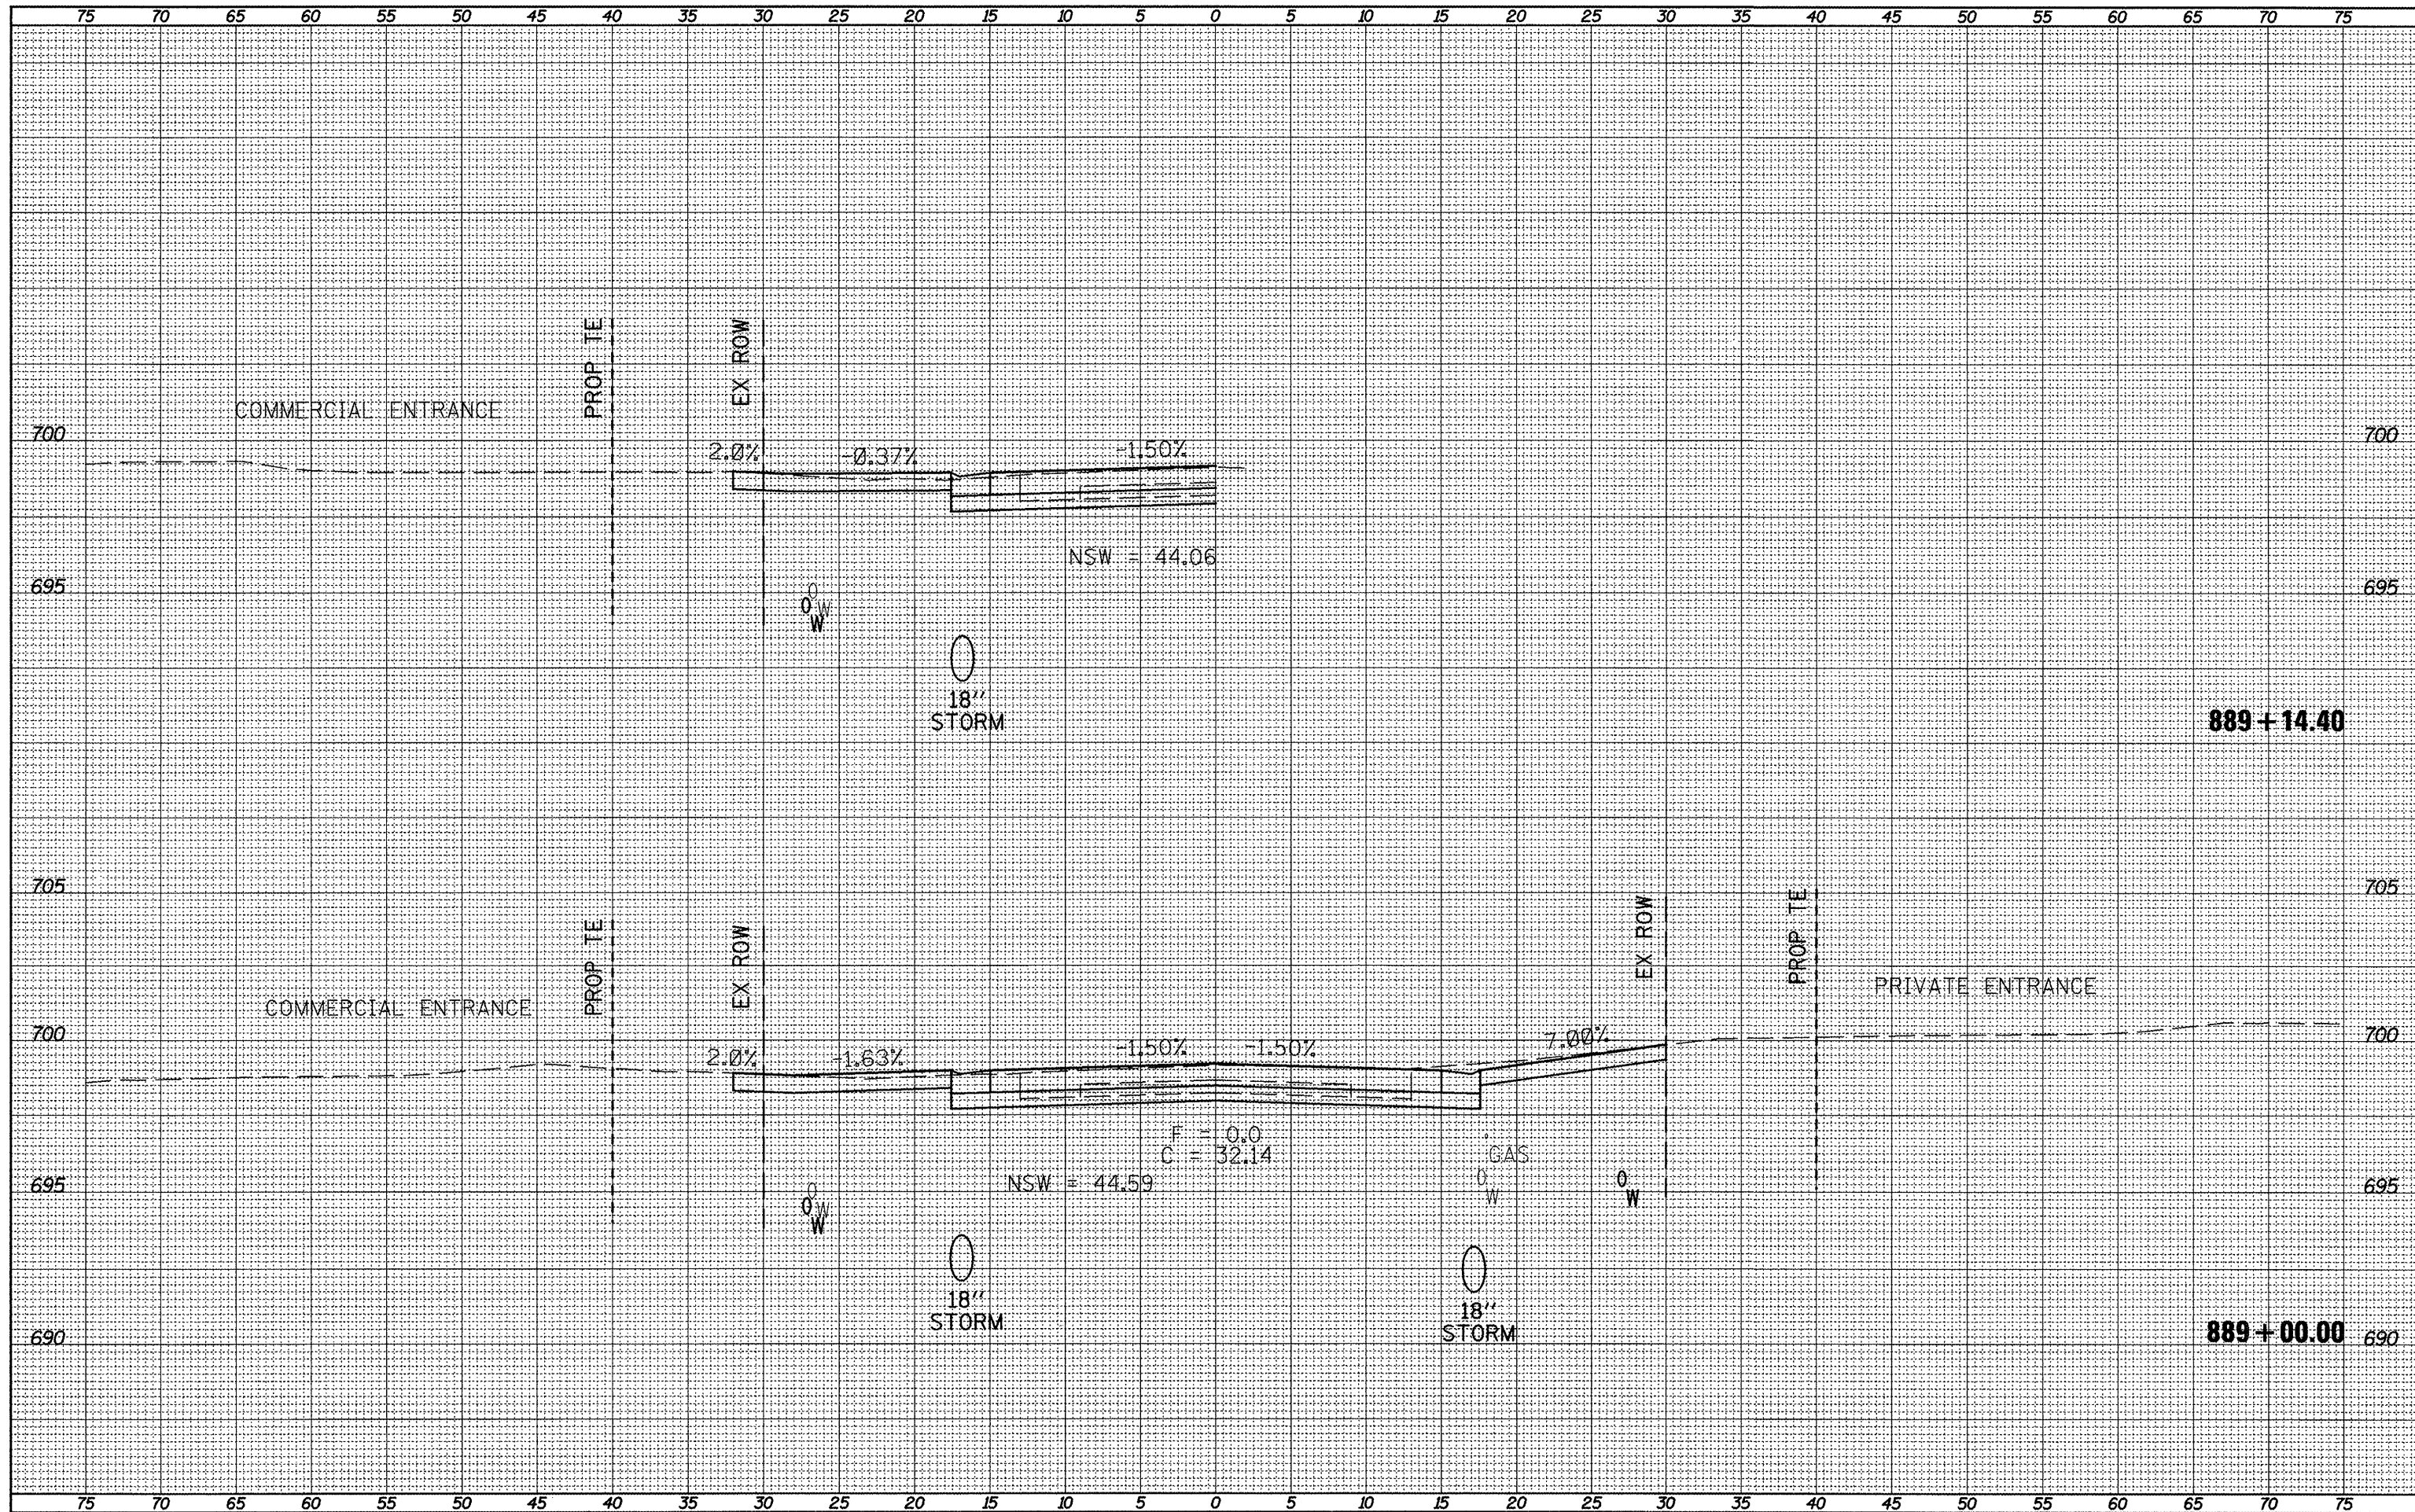 75 70 65 60 55 50 45 40 35 30 25 20 15 10 5 0 5 10 15 20 25 30 35 40 45 50 55 60 65 70 75
PROP TE
EX ROW
COMMERCIAL ENTRANCE
700
2.0%
-0.37%
-1.50%
700
NSW = 44.06
695
0
0
W
W
695
18"
STORM
889+14.40
705
705
PROP TE
EX ROW
EX ROW
PROP TE
COMMERCIAL ENTRANCE
PRIVATE ENTRANCE
700
2.0%
-1.63%
-1.50%
-1.50%
7.00%
700
F = 0.0
C = 32.14
GAS
695
NSW = 44.59
0
0
W
W
0
W
0
W
695
18"
STORM
18"
STORM
690
889+00.00
690
75 70 65 60 55 50 45 40 35 30 25 20 15 10 5 0 5 10 15 20 25 30 35 40 45 50 55 60 65 70 75